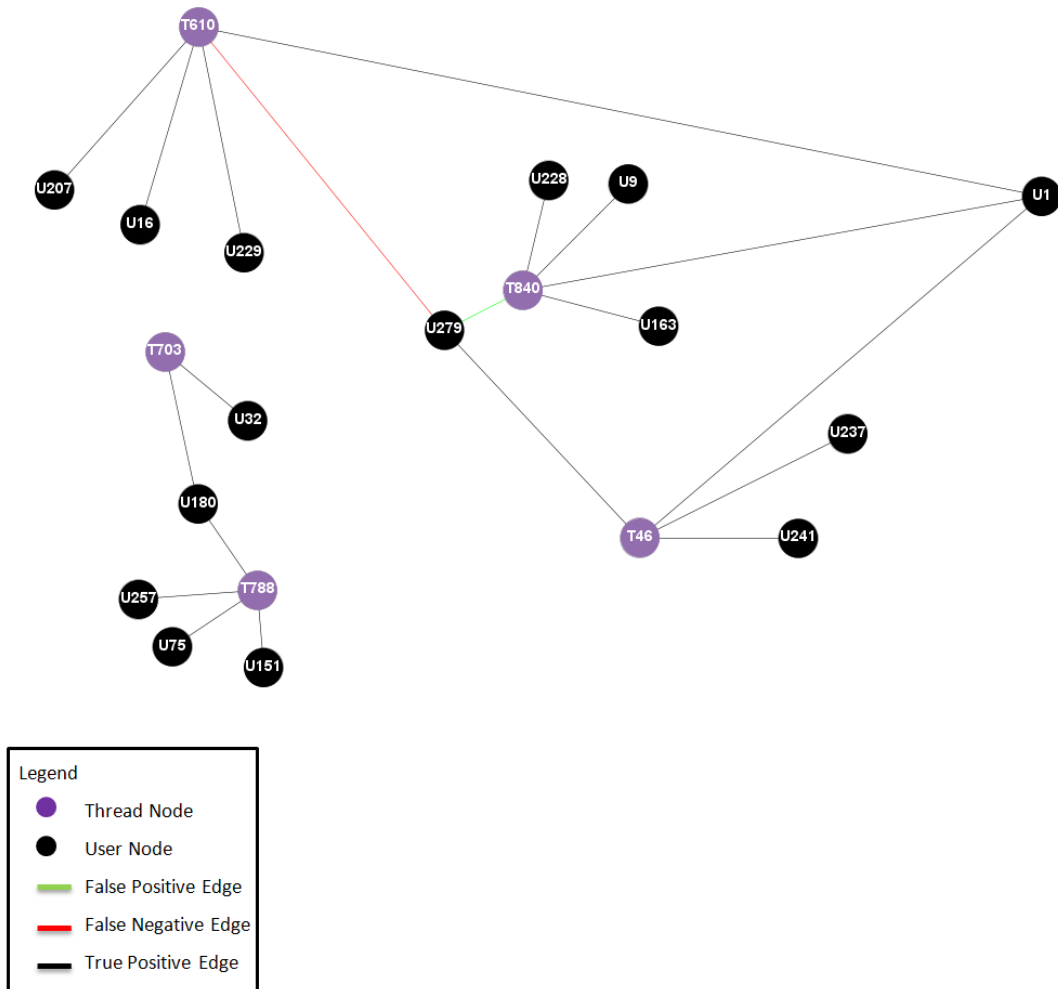 T610
U228
U9
U207
U1
U16
U229
T840
U279
U163
T703
U32
U237
U180
T46
U241
T788
U257
U75
U151
Legend
Thread Node
User Node
False Positive Edge
False Negative Edge
True Positive Edge